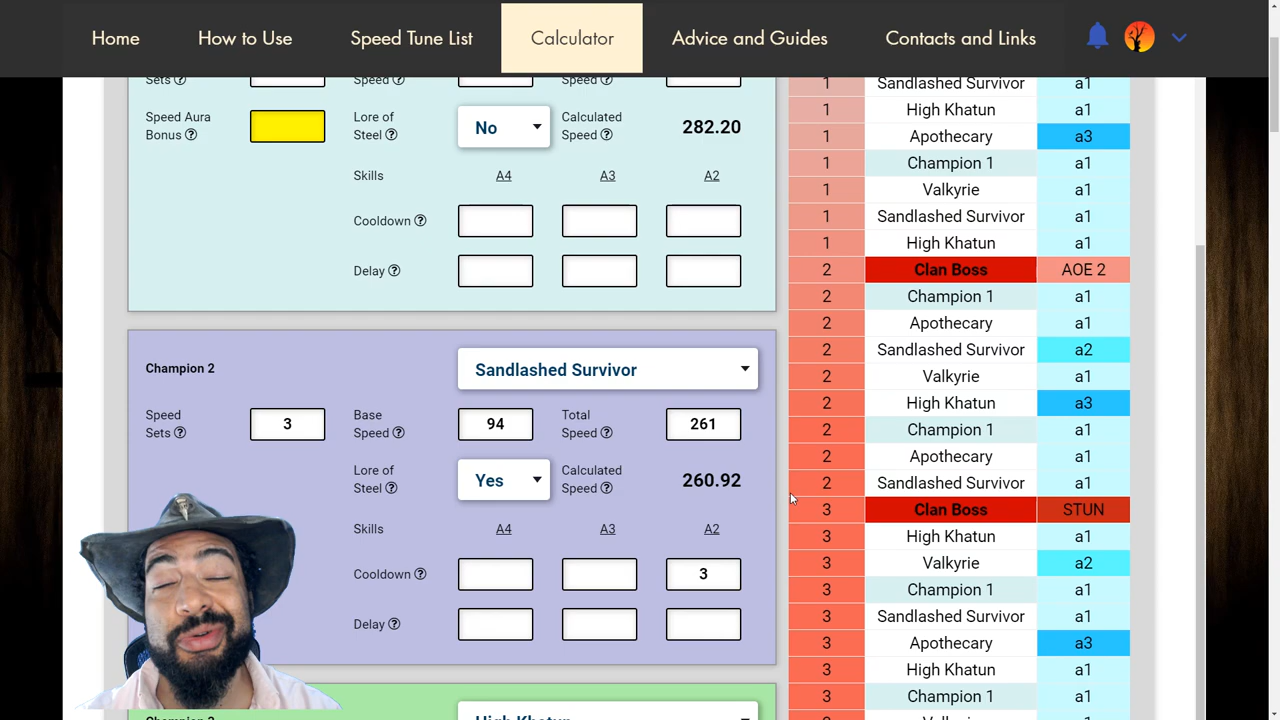 Home How to Use Speed Tune List Calculator Advice and Guides Contacts and Links
Sets ? Speed ? Speed ?
Speed Aura Bonus ? Lore of Steel ? No Calculated Speed ? 282.20
Skills A4 A3 A2
Cooldown ?
Delay ?
Champion 2 Sandlashed Survivor
Speed Sets ? 3 Base Speed ? 94 Total Speed ? 261
Lore of Steel ? Yes Calculated Speed ? 260.92
Skills A4 A3 A2
Cooldown ? 3
Delay ?
Champion 3 High Khatun
1 Sandlashed Survivor a1
1 High Khatun a1
1 Apothecary a3
1 Champion 1 a1
1 Valkyrie a1
1 Sandlashed Survivor a1
1 High Khatun a1
2 Clan Boss AOE 2
2 Champion 1 a1
2 Apothecary a1
2 Sandlashed Survivor a2
2 Valkyrie a1
2 High Khatun a3
2 Champion 1 a1
2 Apothecary a1
2 Sandlashed Survivor a1
3 Clan Boss STUN
3 High Khatun a1
3 Valkyrie a2
3 Champion 1 a1
3 Sandlashed Survivor a1
3 Apothecary a3
3 High Khatun a1
3 Champion 1 a1
Valkyrie